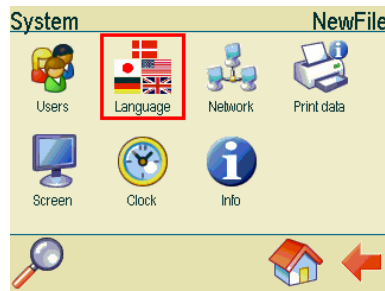 System NewFile
Users Language Network Print data
Screen Clock Info